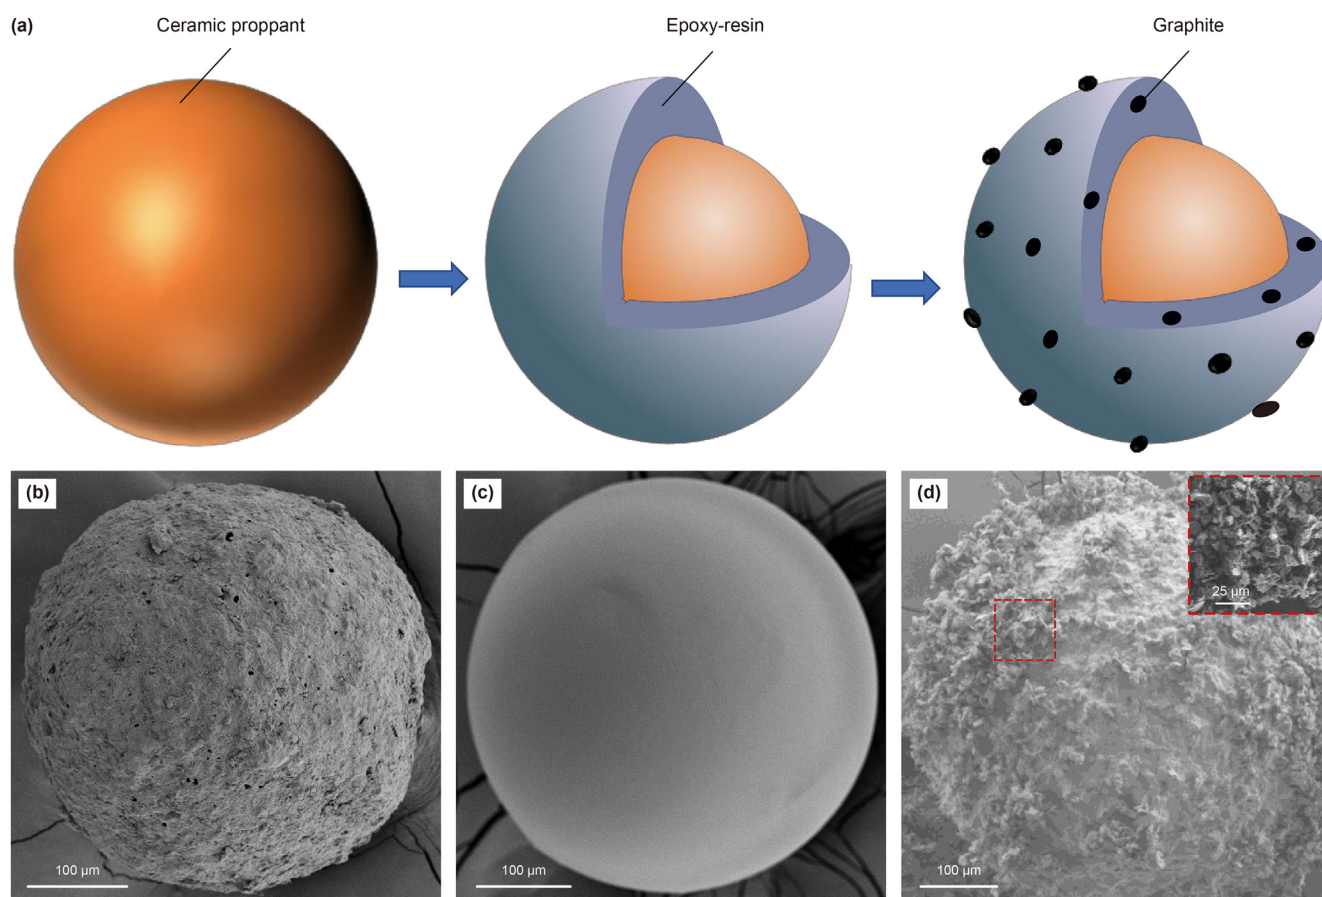 (a)
Ceramic proppant
Epoxy-resin
Graphite
(b)
(c)
(d)
25 µm
100 µm
100 µm
100 µm